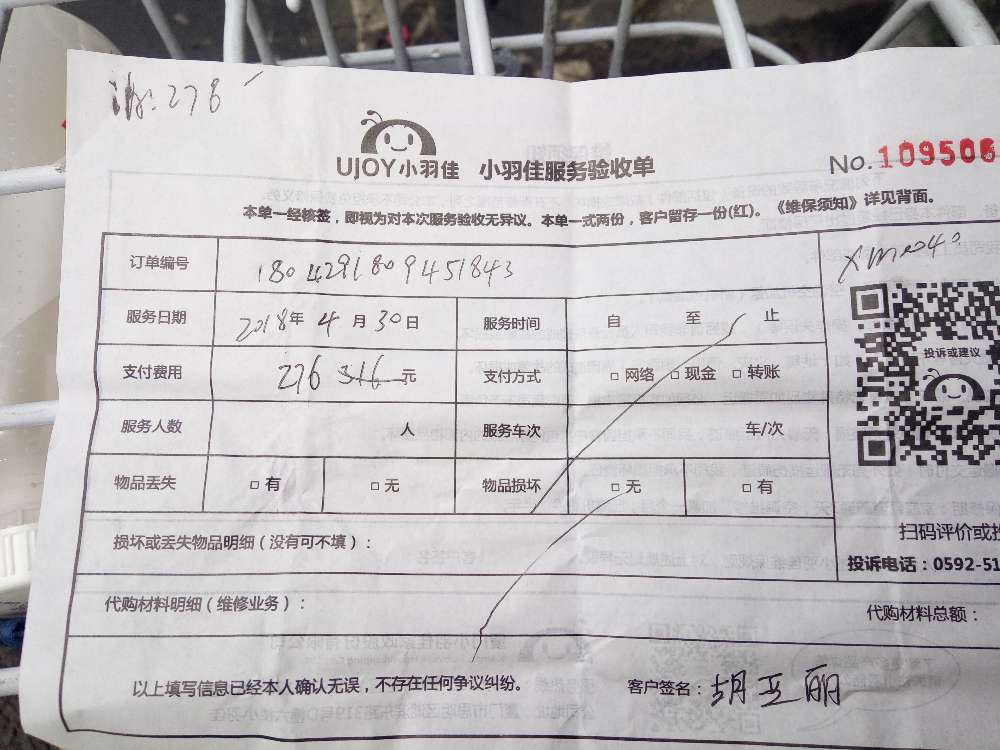 276
UJOY小羽佳 小羽佳服务验收单 No. 109506
本单一经核签，即视为对本次服务验收无异议。本单一式两份，客户留存一份(红)。《维保须知》详见背面。
订单编号 1804291809451843
服务日期 2018年 4 月 30 日 服务时间 自 至 止
支付费用 276 316 元 支付方式 □ 网络 □ 现金 □ 转账
投诉或建议
服务人数 人 服务车次 车/次
物品丢失 □ 有 □ 无 物品损坏 □ 无 □ 有
损坏或丢失物品明细（没有可不填）：
扫码评价或投
投诉电话：0592-51
代购材料明细（维修业务）： 代购材料总额：
以上填写信息已经本人确认无误，不存在任何争议纠纷。 客户签名：胡亚丽